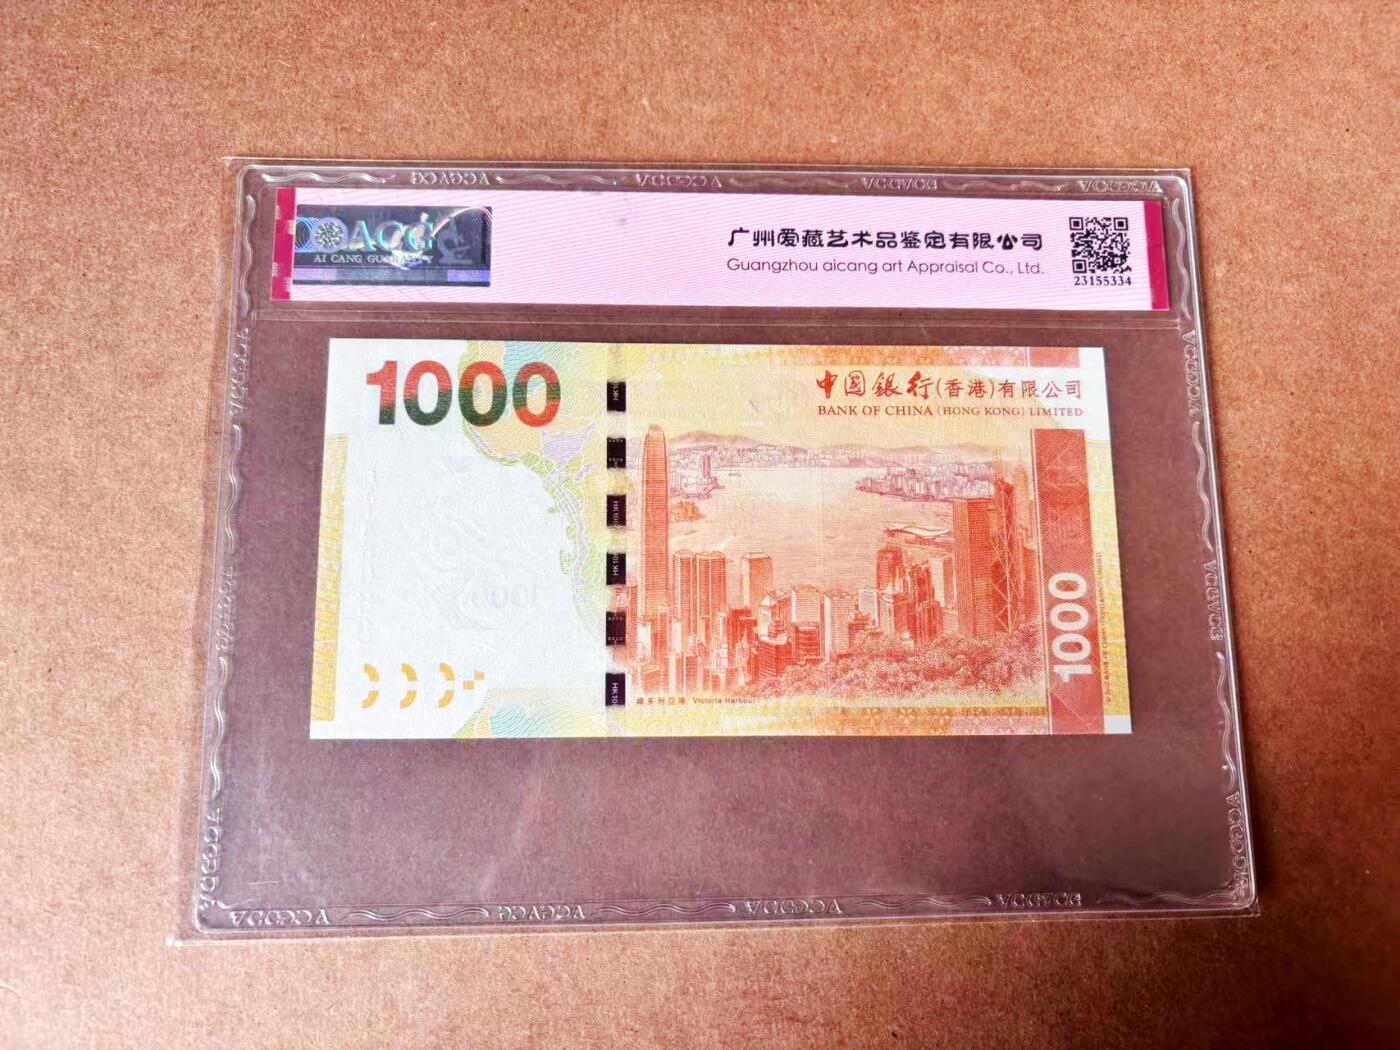 ACG
AI CANG GUARANTY
广州爱藏艺术品鉴定有限公司
Guangzhou aicang art Appraisal Co., Ltd.
23155334
1000
中國銀行(香港)有限公司
BANK OF CHINA (HONG KONG) LIMITED
維多利亞港 Victoria Harbour
1000